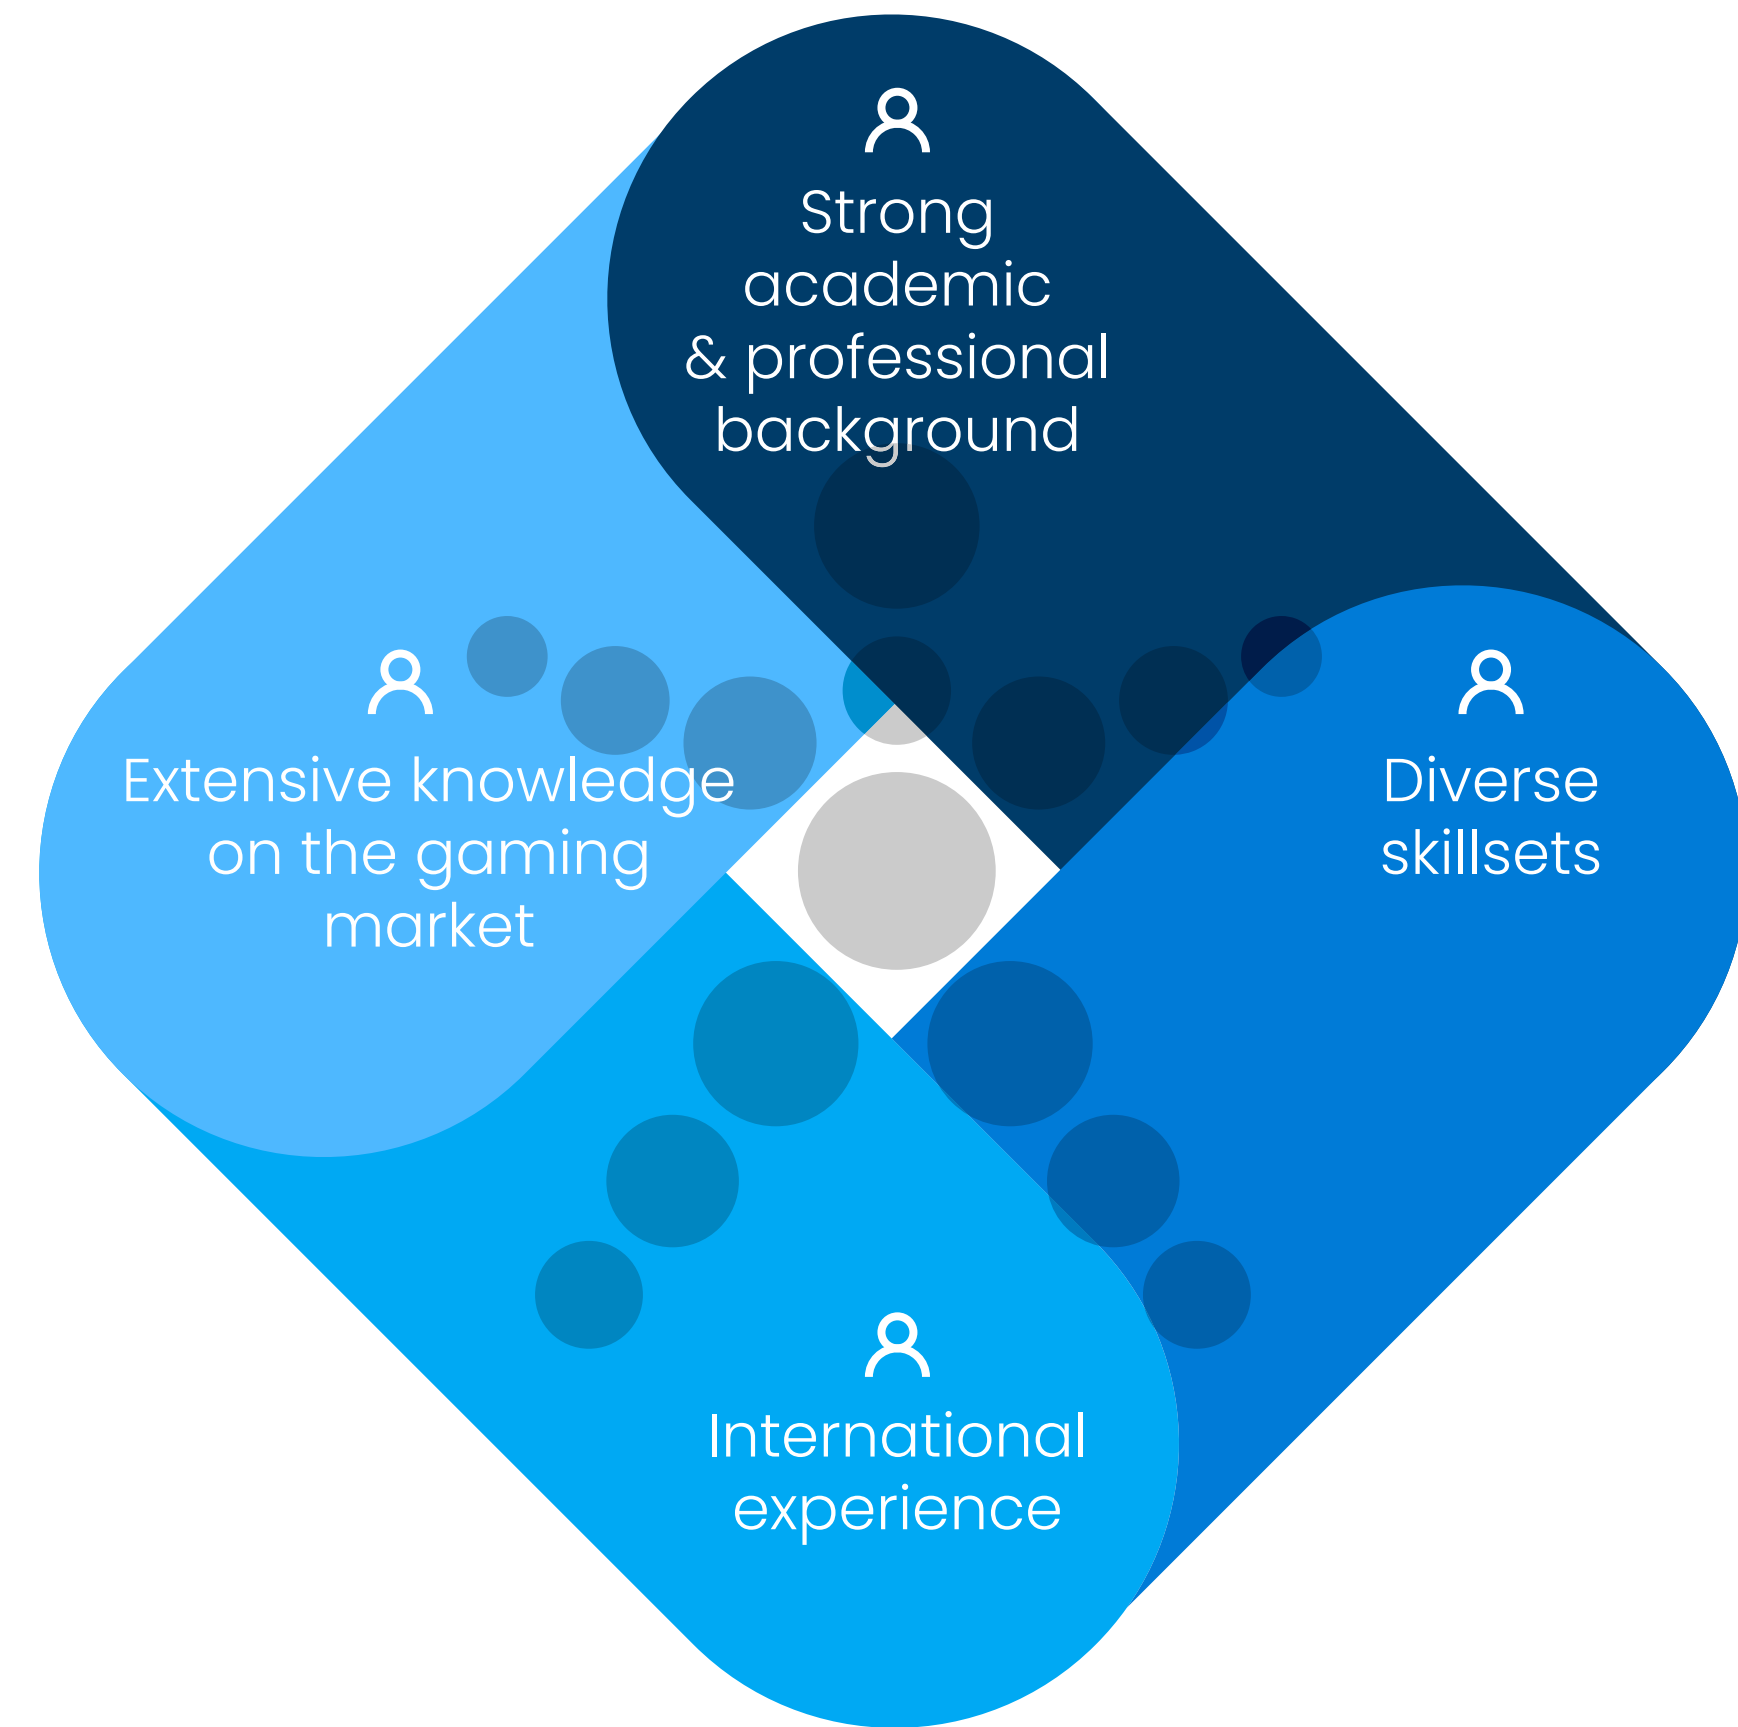 Strong
academic
& professional
background
Extensive knowledge
on the gaming
market
Diverse
skillsets
International
experience